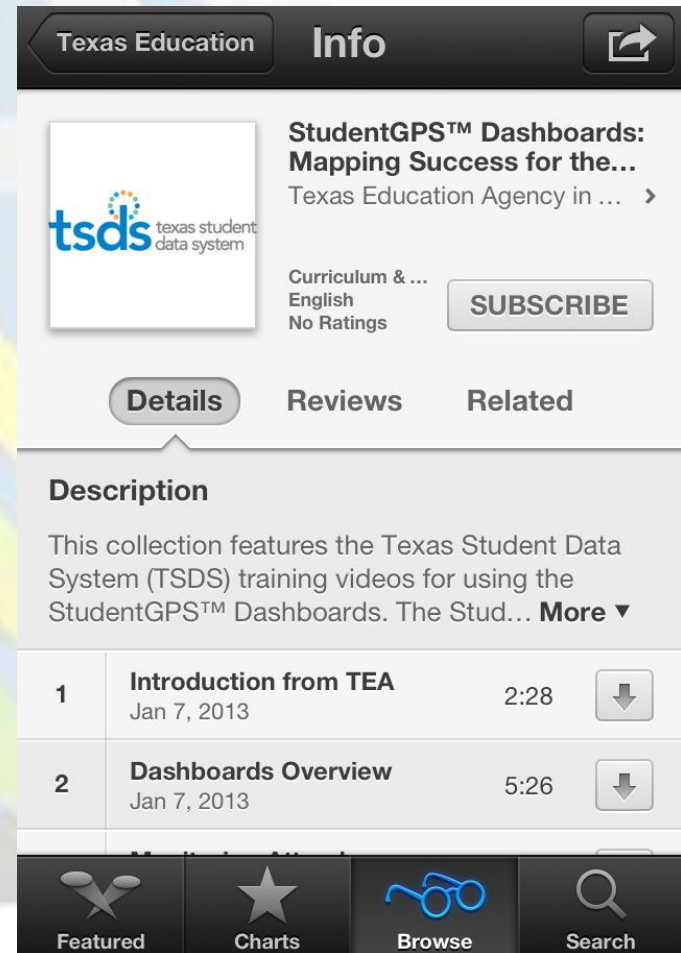 Texas Education
Info
tsds texas student
data system
StudentGPS™ Dashboards:
Mapping Success for the...
Texas Education Agency in ...
Curriculum & ...
English
No Ratings
SUBSCRIBE
Details
Reviews
Related
Description
This collection features the Texas Student Data
System (TSDS) training videos for using the
StudentGPS™ Dashboards. The Stud... More ▼
1
Introduction from TEA
2:28
Jan 7, 2013
2
Dashboards Overview
5:26
Jan 7, 2013
Featured
Charts
Browse
Search